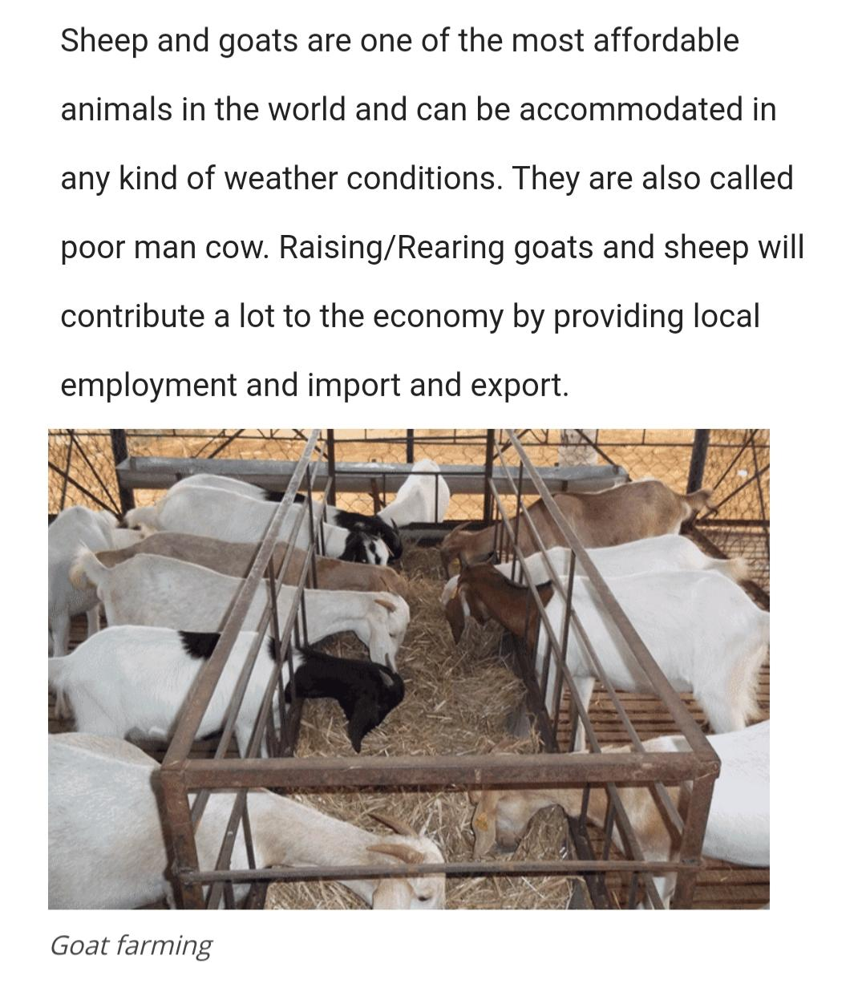 Sheep and goats are one of the most affordable
animals in the world and can be accommodated in
any kind of weather conditions. They are also called
poor man cow. Raising/Rearing goats and sheep will
contribute a lot to the economy by providing local
employment and import and export.
Goat farming